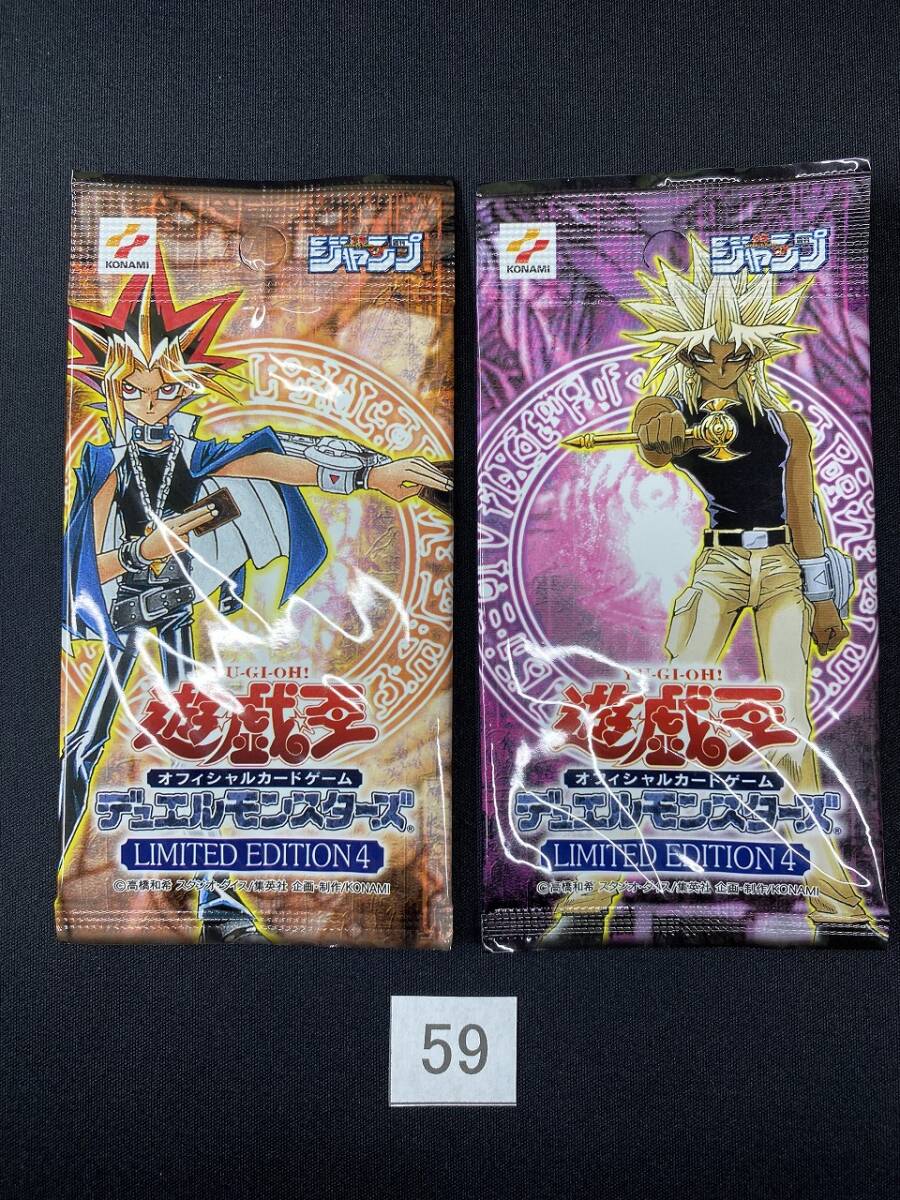 KONAMI
ジャンプ
YU-GI-OH!
遊戯王
オフィシャルカードゲーム
デュエルモンスターズ®
LIMITED EDITION 4
©高橋和希 スタジオ・ダイス/集英社 企画・制作/KONAMI
KONAMI
ジャンプ
YU-GI-OH!
遊戯王
オフィシャルカードゲーム
デュエルモンスターズ®
LIMITED EDITION 4
©高橋和希 スタジオ・ダイス/集英社 企画・制作/KONAMI
59